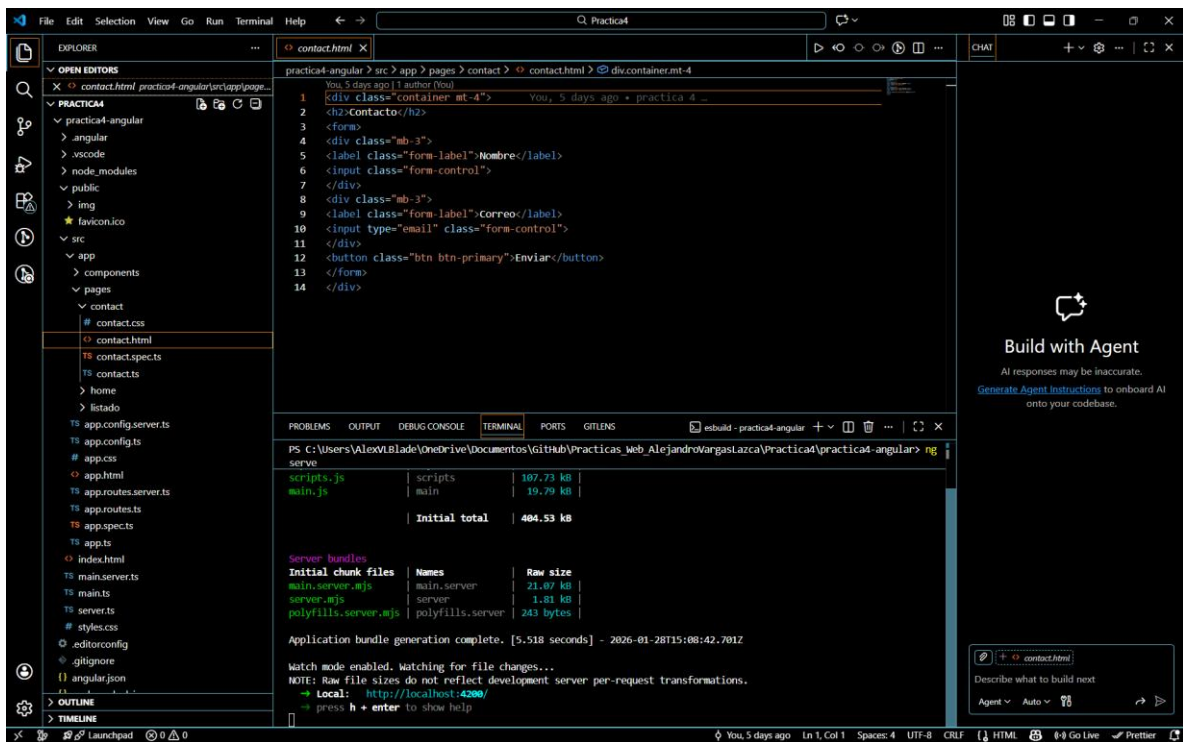 File Edit Selection View Go Run Terminal Help
Practica4
EXPLORER
OPEN EDITORS
contact.html practica4-angular\src\app\page...
PRACTICA4
practica4-angular
.angular
.vscode
node_modules
public
img
favicon.ico
src
app
components
pages
contact
contact.css
contact.html
TS contact.spec.ts
TS contact.ts
home
listado
TS app.config.server.ts
TS app.config.ts
# app.css
app.html
TS app.routes.server.ts
TS app.routes.ts
TS app.spec.ts
TS app.ts
index.html
TS main.server.ts
TS main.ts
TS server.ts
# styles.css
.editorconfig
.gitignore
{} angular.json
OUTLINE
TIMELINE
contact.html
practica4-angular > src > app > pages > contact > contact.html > div.container.mt-4
You, 5 days ago | 1 author (You)
1 <div class="container mt-4"> You, 5 days ago • practica 4 …
2 <h2>Contacto</h2>
3 <form>
4 <div class="mb-3">
5 <label class="form-label">Nombre</label>
6 <input class="form-control">
7 </div>
8 <div class="mb-3">
9 <label class="form-label">Correo</label>
10 <input type="email" class="form-control">
11 </div>
12 <button class="btn btn-primary">Enviar</button>
13 </form>
14 </div>
PROBLEMS OUTPUT DEBUG CONSOLE TERMINAL PORTS GITLENS esbuild - practica4-angular
PS C:\Users\AlexVLBlade\OneDrive\Documentos\GitHub\Practicas_Web_AlejandroVargasLazca\Practica4\practica4-angular> ng
serve
scripts.js | scripts | 107.73 kB |
main.js | main | 19.79 kB |
| Initial total | 404.53 kB
Server bundles
Initial chunk files | Names | Raw size
main.server.mjs | main.server | 21.07 kB |
server.mjs | server | 1.81 kB |
polyfills.server.mjs | polyfills.server | 243 bytes |
Application bundle generation complete. [5.518 seconds] - 2026-01-28T15:08:42.701Z
Watch mode enabled. Watching for file changes...
NOTE: Raw file sizes do not reflect development server per-request transformations.
➜ Local: http://localhost:4200/
➜ press h + enter to show help
CHAT
Build with Agent
AI responses may be inaccurate.
Generate Agent Instructions to onboard AI
onto your codebase.
contact.html
Describe what to build next
Agent Auto
Launchpad 0 0 You, 5 days ago Ln 1, Col 1 Spaces: 4 UTF-8 CRLF {} HTML Go Live Prettier